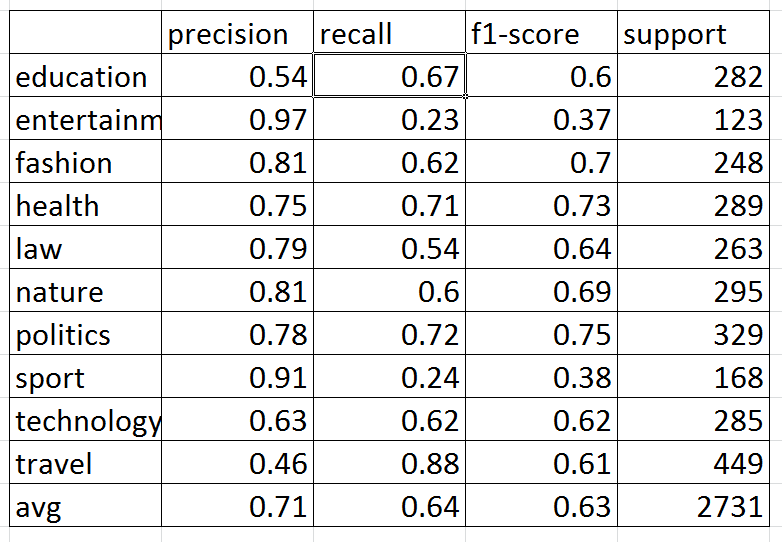 precision recall f1-score support
education 0.54 0.67 0.6 282
entertainm 0.97 0.23 0.37 123
fashion 0.81 0.62 0.7 248
health 0.75 0.71 0.73 289
law 0.79 0.54 0.64 263
nature 0.81 0.6 0.69 295
politics 0.78 0.72 0.75 329
sport 0.91 0.24 0.38 168
technology 0.63 0.62 0.62 285
travel 0.46 0.88 0.61 449
avg 0.71 0.64 0.63 2731